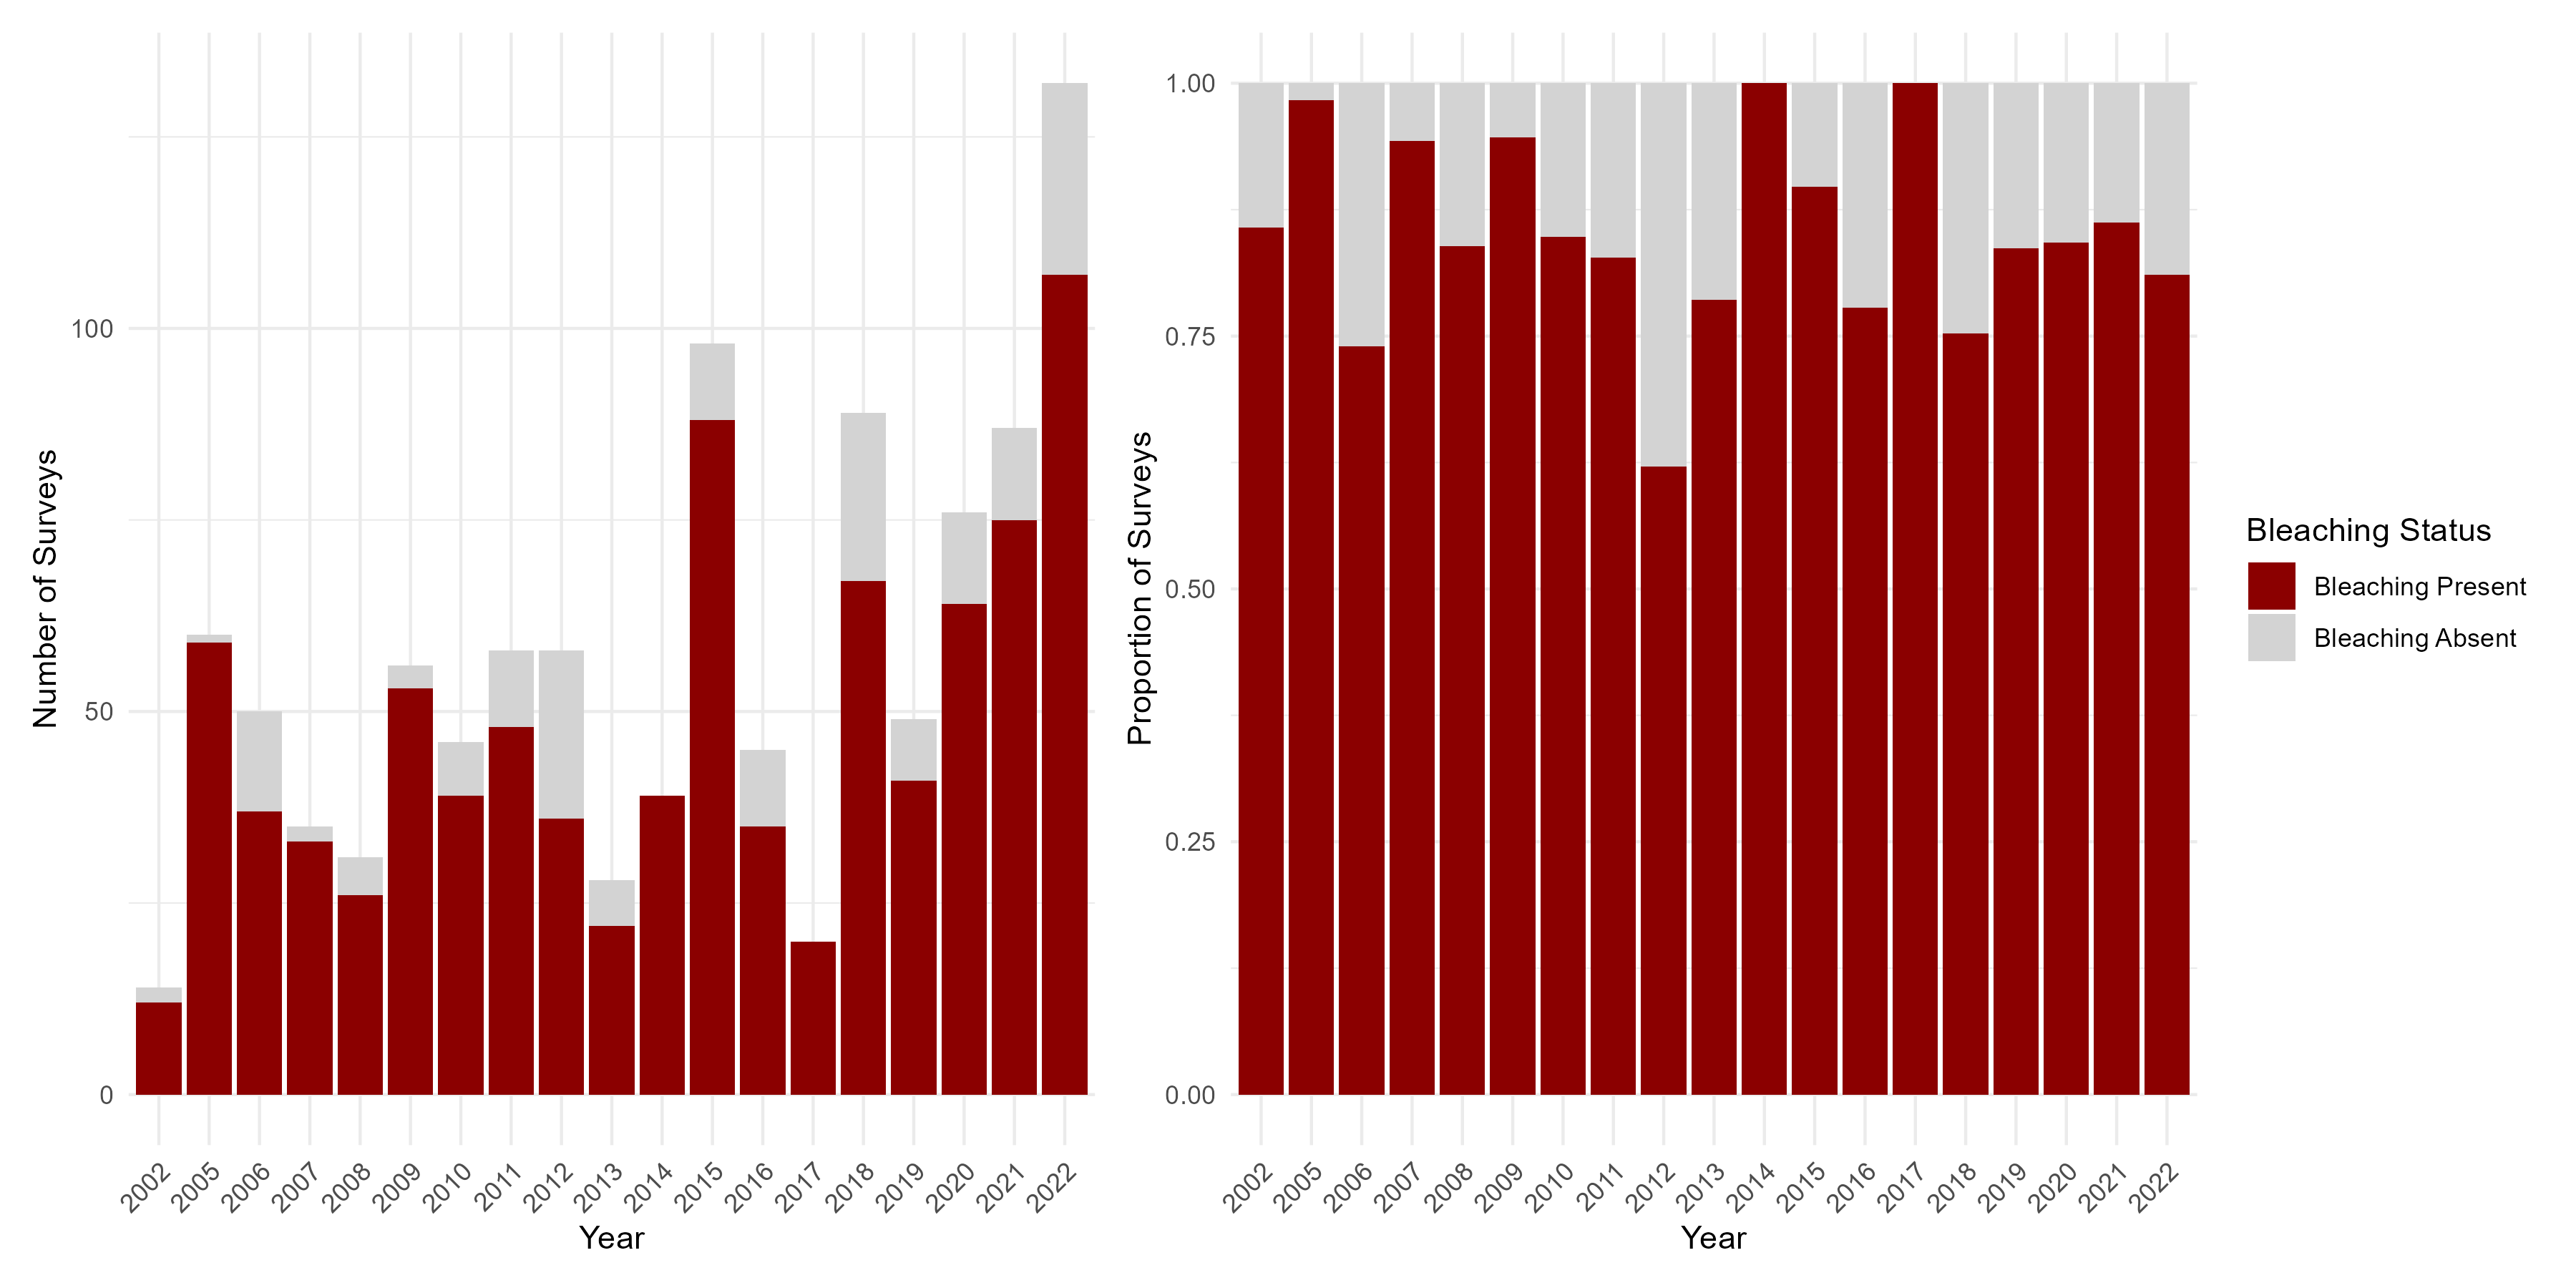 Number of Surveys
100
50
0
2002 2005 2006 2007 2008 2009 2010 2011 2012 2013 2014 2015 2016 2017 2018 2019 2020 2021 2022
Year
Proportion of Surveys
1.00
0.75
0.50
0.25
0.00
2002 2005 2006 2007 2008 2009 2010 2011 2012 2013 2014 2015 2016 2017 2018 2019 2020 2021 2022
Year
Bleaching Status
Bleaching Present
Bleaching Absent